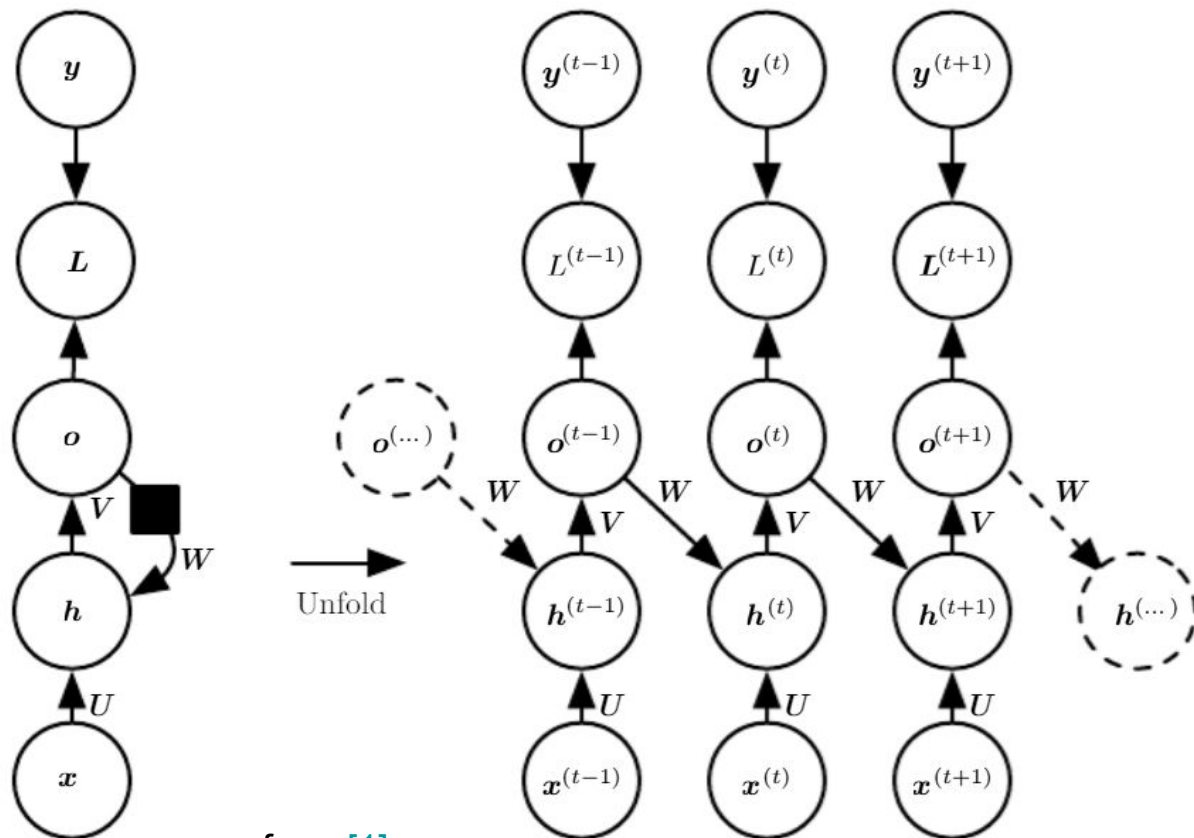 y y^{(t−1)} y^{(t)} y^{(t+1)}
L L^{(t−1)} L^{(t)} L^{(t+1)}
o o^{(...)} o^{(t−1)} o^{(t)} o^{(t+1)}
W W W W
V V V V
W
Unfold
h h^{(t−1)} h^{(t)} h^{(t+1)} h^{(...)}
U U U U
x x^{(t−1)} x^{(t)} x^{(t+1)}